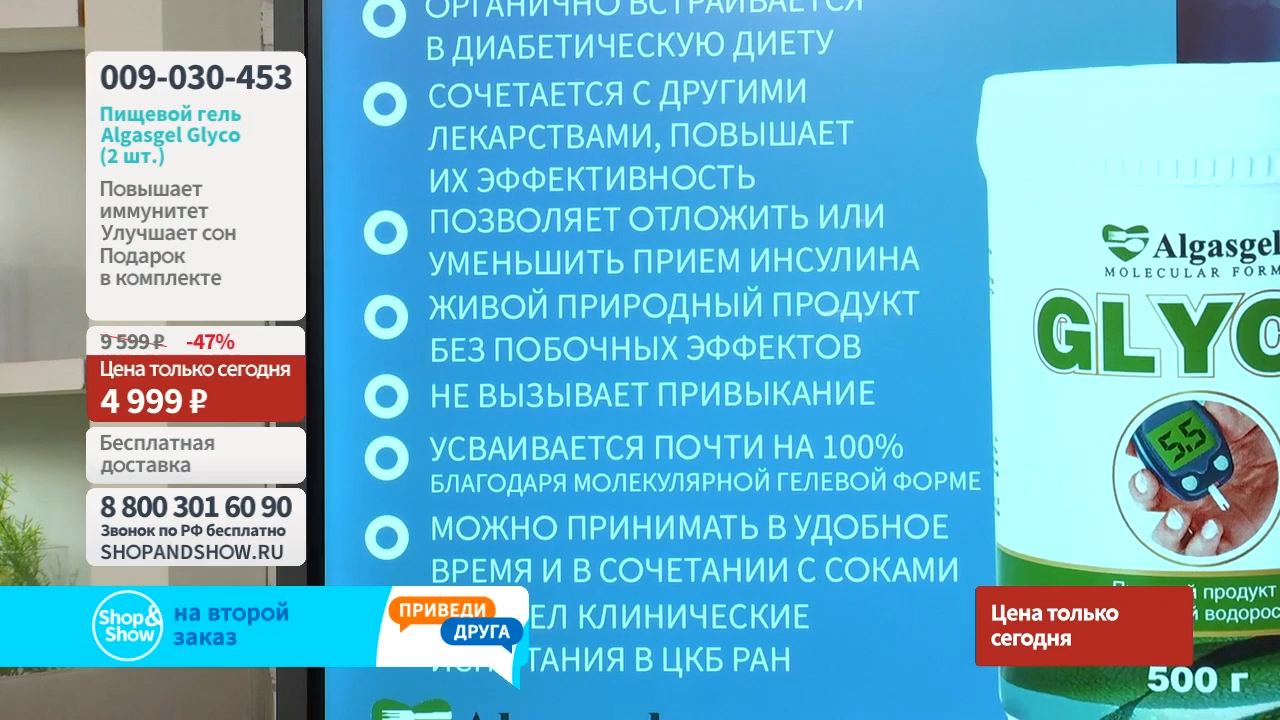 009-030-453
Пищевой гель
Algasgel Glyco
(2 шт.)
Повышает
иммунитет
Улучшает сон
Подарок
в комплекте
9 599 ₽ -47%
Цена только сегодня
4 999 ₽
Бесплатная
доставка
8 800 301 60 90
Звонок по РФ бесплатно
SHOPANDSHOW.RU
ОРГАНИЧНО ВСТРАИВАЕТСЯ
В ДИАБЕТИЧЕСКУЮ ДИЕТУ
СОЧЕТАЕТСЯ С ДРУГИМИ
ЛЕКАРСТВАМИ, ПОВЫШАЕТ
ИХ ЭФФЕКТИВНОСТЬ
ПОЗВОЛЯЕТ ОТЛОЖИТЬ ИЛИ
УМЕНЬШИТЬ ПРИЕМ ИНСУЛИНА
ЖИВОЙ ПРИРОДНЫЙ ПРОДУКТ
БЕЗ ПОБОЧНЫХ ЭФФЕКТОВ
НЕ ВЫЗЫВАЕТ ПРИВЫКАНИЕ
УСВАИВАЕТСЯ ПОЧТИ НА 100%
БЛАГОДАРЯ МОЛЕКУЛЯРНОЙ ГЕЛЕВОЙ ФОРМЕ
МОЖНО ПРИНИМАТЬ В УДОБНОЕ
ВРЕМЯ И В СОЧЕТАНИИ С СОКАМИ
КЛИНИЧЕСКИЕ
В ЦКБ РАН
Algasgel
MOLECULAR FORM
GLYC
5.5
продукт
500 г
Shop&
Show
на второй
заказ
ПРИВЕДИ
ДРУГА
Цена только
сегодня